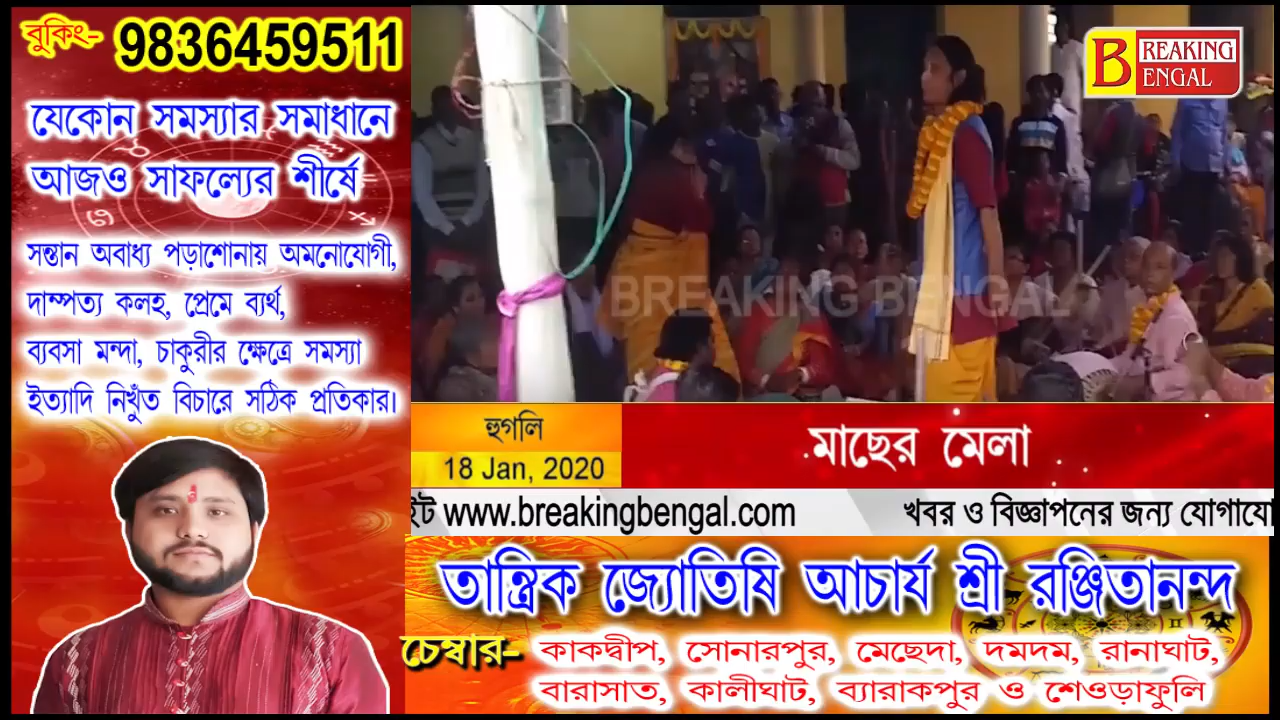 বুকিং- 9836459511
যেকোন সমস্যার সমাধানে
আজও সাফল্যের শীর্ষে
সন্তান অবাধ্য পড়াশোনায় অমনোযোগী,
দাম্পত্য কলহ, প্রেমে ব্যর্থ,
ব্যবসা মন্দা, চাকুরীর ক্ষেত্রে সমস্যা
ইত্যাদি নিখুঁত বিচারে সঠিক প্রতিকার।
BREAKING
BENGAL
BREAKING BENGAL
হুগলি
18 Jan, 2020
মাছের মেলা
ইট www.breakingbengal.com খবর ও বিজ্ঞাপনের জন্য যোগাযো
তান্ত্রিক জ্যোতিষি আচার্য শ্রী রঞ্জিতানন্দ
চেম্বার- কাকদ্বীপ, সোনারপুর, মেছেদা, দমদম, রানাঘাট,
বারাসাত, কালীঘাট, ব্যারাকপুর ও শেওড়াফুলি